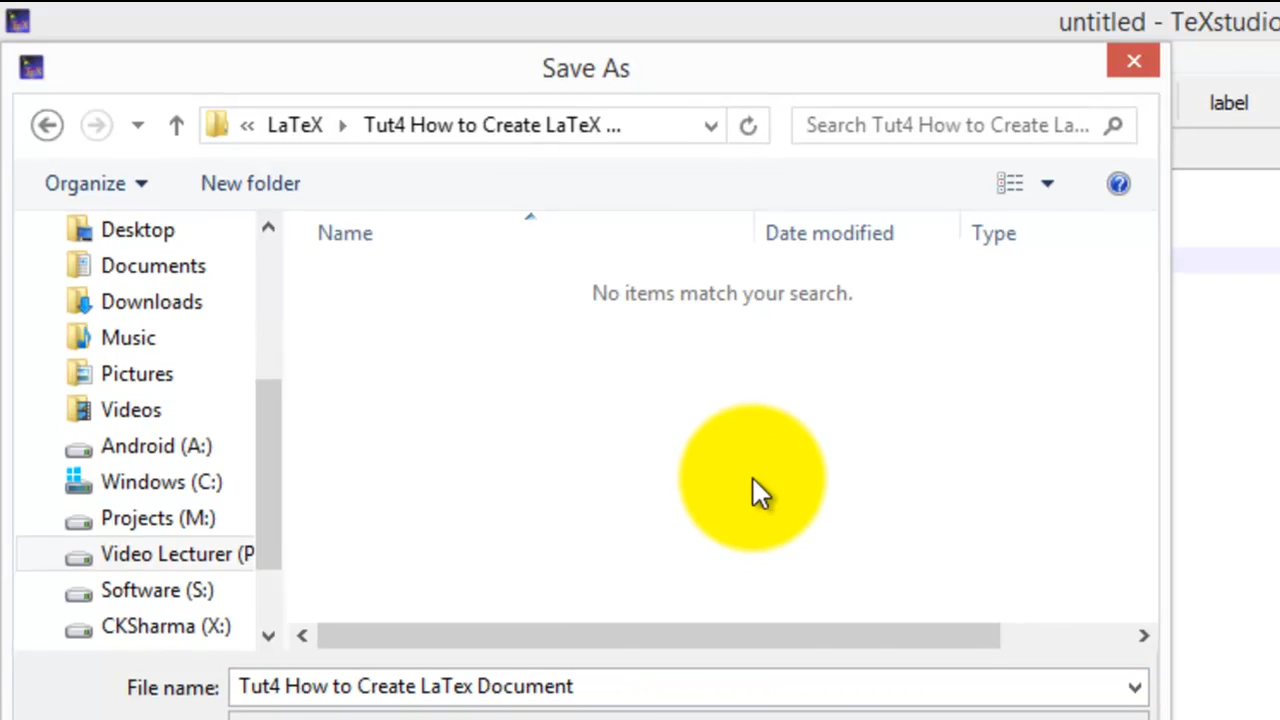 untitled - TeXstudio
Save As
label
« LaTeX Tut4 How to Create LaTeX ...
Search Tut4 How to Create La...
Organize
New folder
Name
Date modified
Type
No items match your search.
Desktop
Documents
Downloads
Music
Pictures
Videos
Android (A:)
Windows (C:)
Projects (M:)
Video Lecturer (P
Software (S:)
CKSharma (X:)
File name: Tut4 How to Create LaTex Document